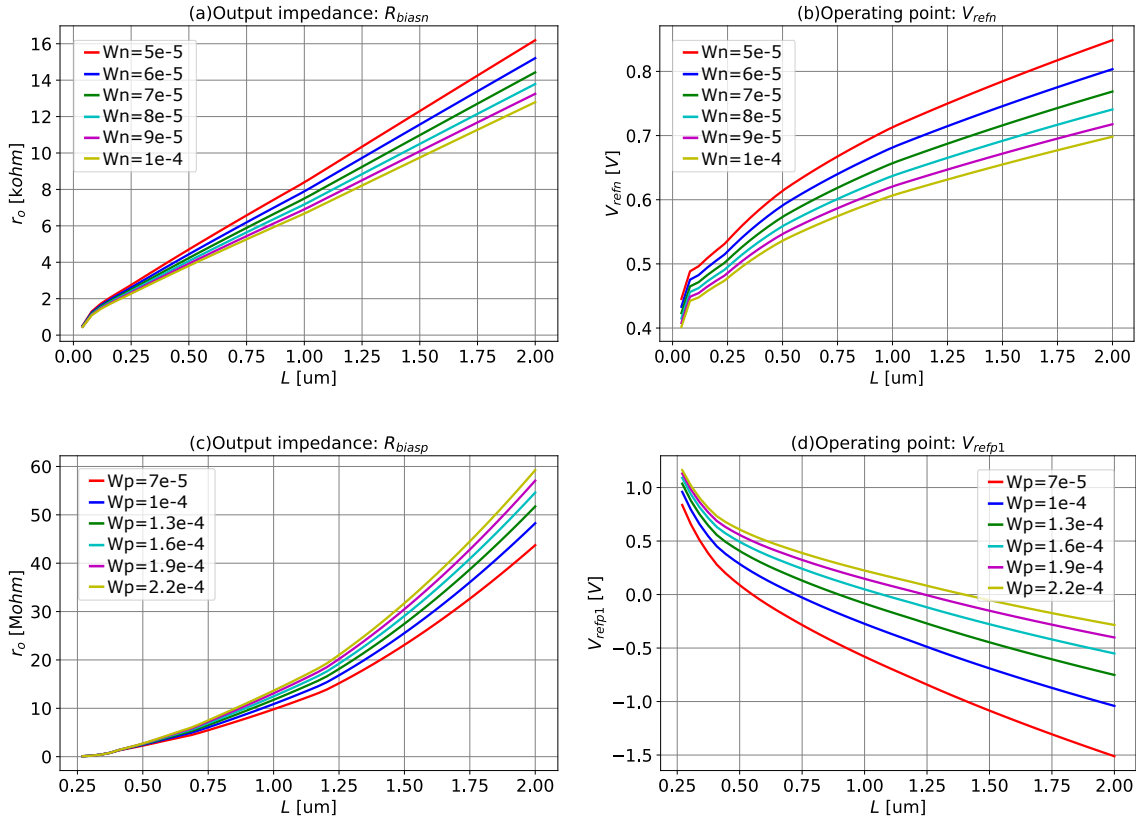 (a)Output impedance: R_biasn
16
14
12
10
8
6
4
2
0
r_o [kohm]
Wn=5e-5
Wn=6e-5
Wn=7e-5
Wn=8e-5
Wn=9e-5
Wn=1e-4
0.00 0.25 0.50 0.75 1.00 1.25 1.50 1.75 2.00
L [um]
(b)Operating point: V_refn
0.8
0.7
0.6
0.5
0.4
V_refn [V]
Wn=5e-5
Wn=6e-5
Wn=7e-5
Wn=8e-5
Wn=9e-5
Wn=1e-4
0.00 0.25 0.50 0.75 1.00 1.25 1.50 1.75 2.00
L [um]
(c)Output impedance: R_biasp
60
50
40
30
20
10
0
r_o [Mohm]
Wp=7e-5
Wp=1e-4
Wp=1.3e-4
Wp=1.6e-4
Wp=1.9e-4
Wp=2.2e-4
0.25 0.50 0.75 1.00 1.25 1.50 1.75 2.00
L [um]
(d)Operating point: V_refp1
1.0
0.5
0.0
−0.5
−1.0
−1.5
V_refp1 [V]
Wp=7e-5
Wp=1e-4
Wp=1.3e-4
Wp=1.6e-4
Wp=1.9e-4
Wp=2.2e-4
0.25 0.50 0.75 1.00 1.25 1.50 1.75 2.00
L [um]